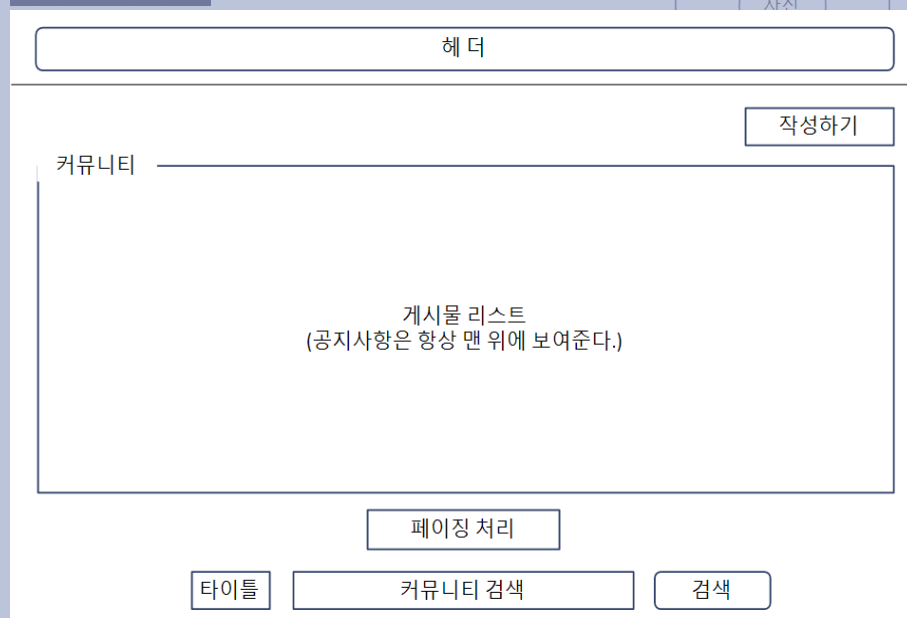 사진
헤 더
작성하기
커뮤니티
게시물 리스트
(공지사항은 항상 맨 위에 보여준다.)
페이징 처리
타이틀
커뮤니티 검색
검색